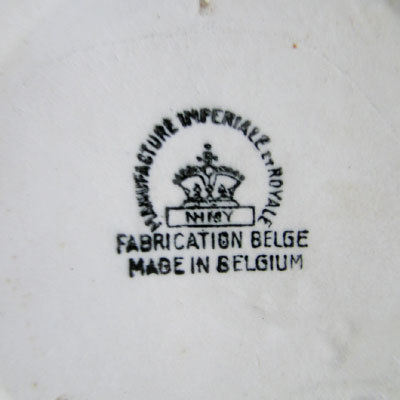 MANUFACTURE IMPERIALE ET ROYALE
NIMY
FABRICATION BELGE
MADE IN BELGIUM